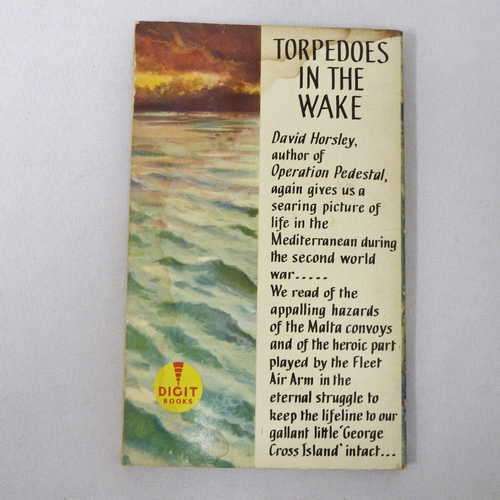 TORPEDOES
IN THE
WAKE
David Horsley,
author of
Operation Pedestal,
again gives us a
searing picture of
life in the
Mediterranean during
the second world
war.....
We read of the
appalling hazards
of the Malta convoys
and of the heroic part
played by the Fleet
Air Arm in the
eternal struggle to
keep the lifeline to our
gallant little 'George
Cross Island' intact...
DIGIT
BOOKS